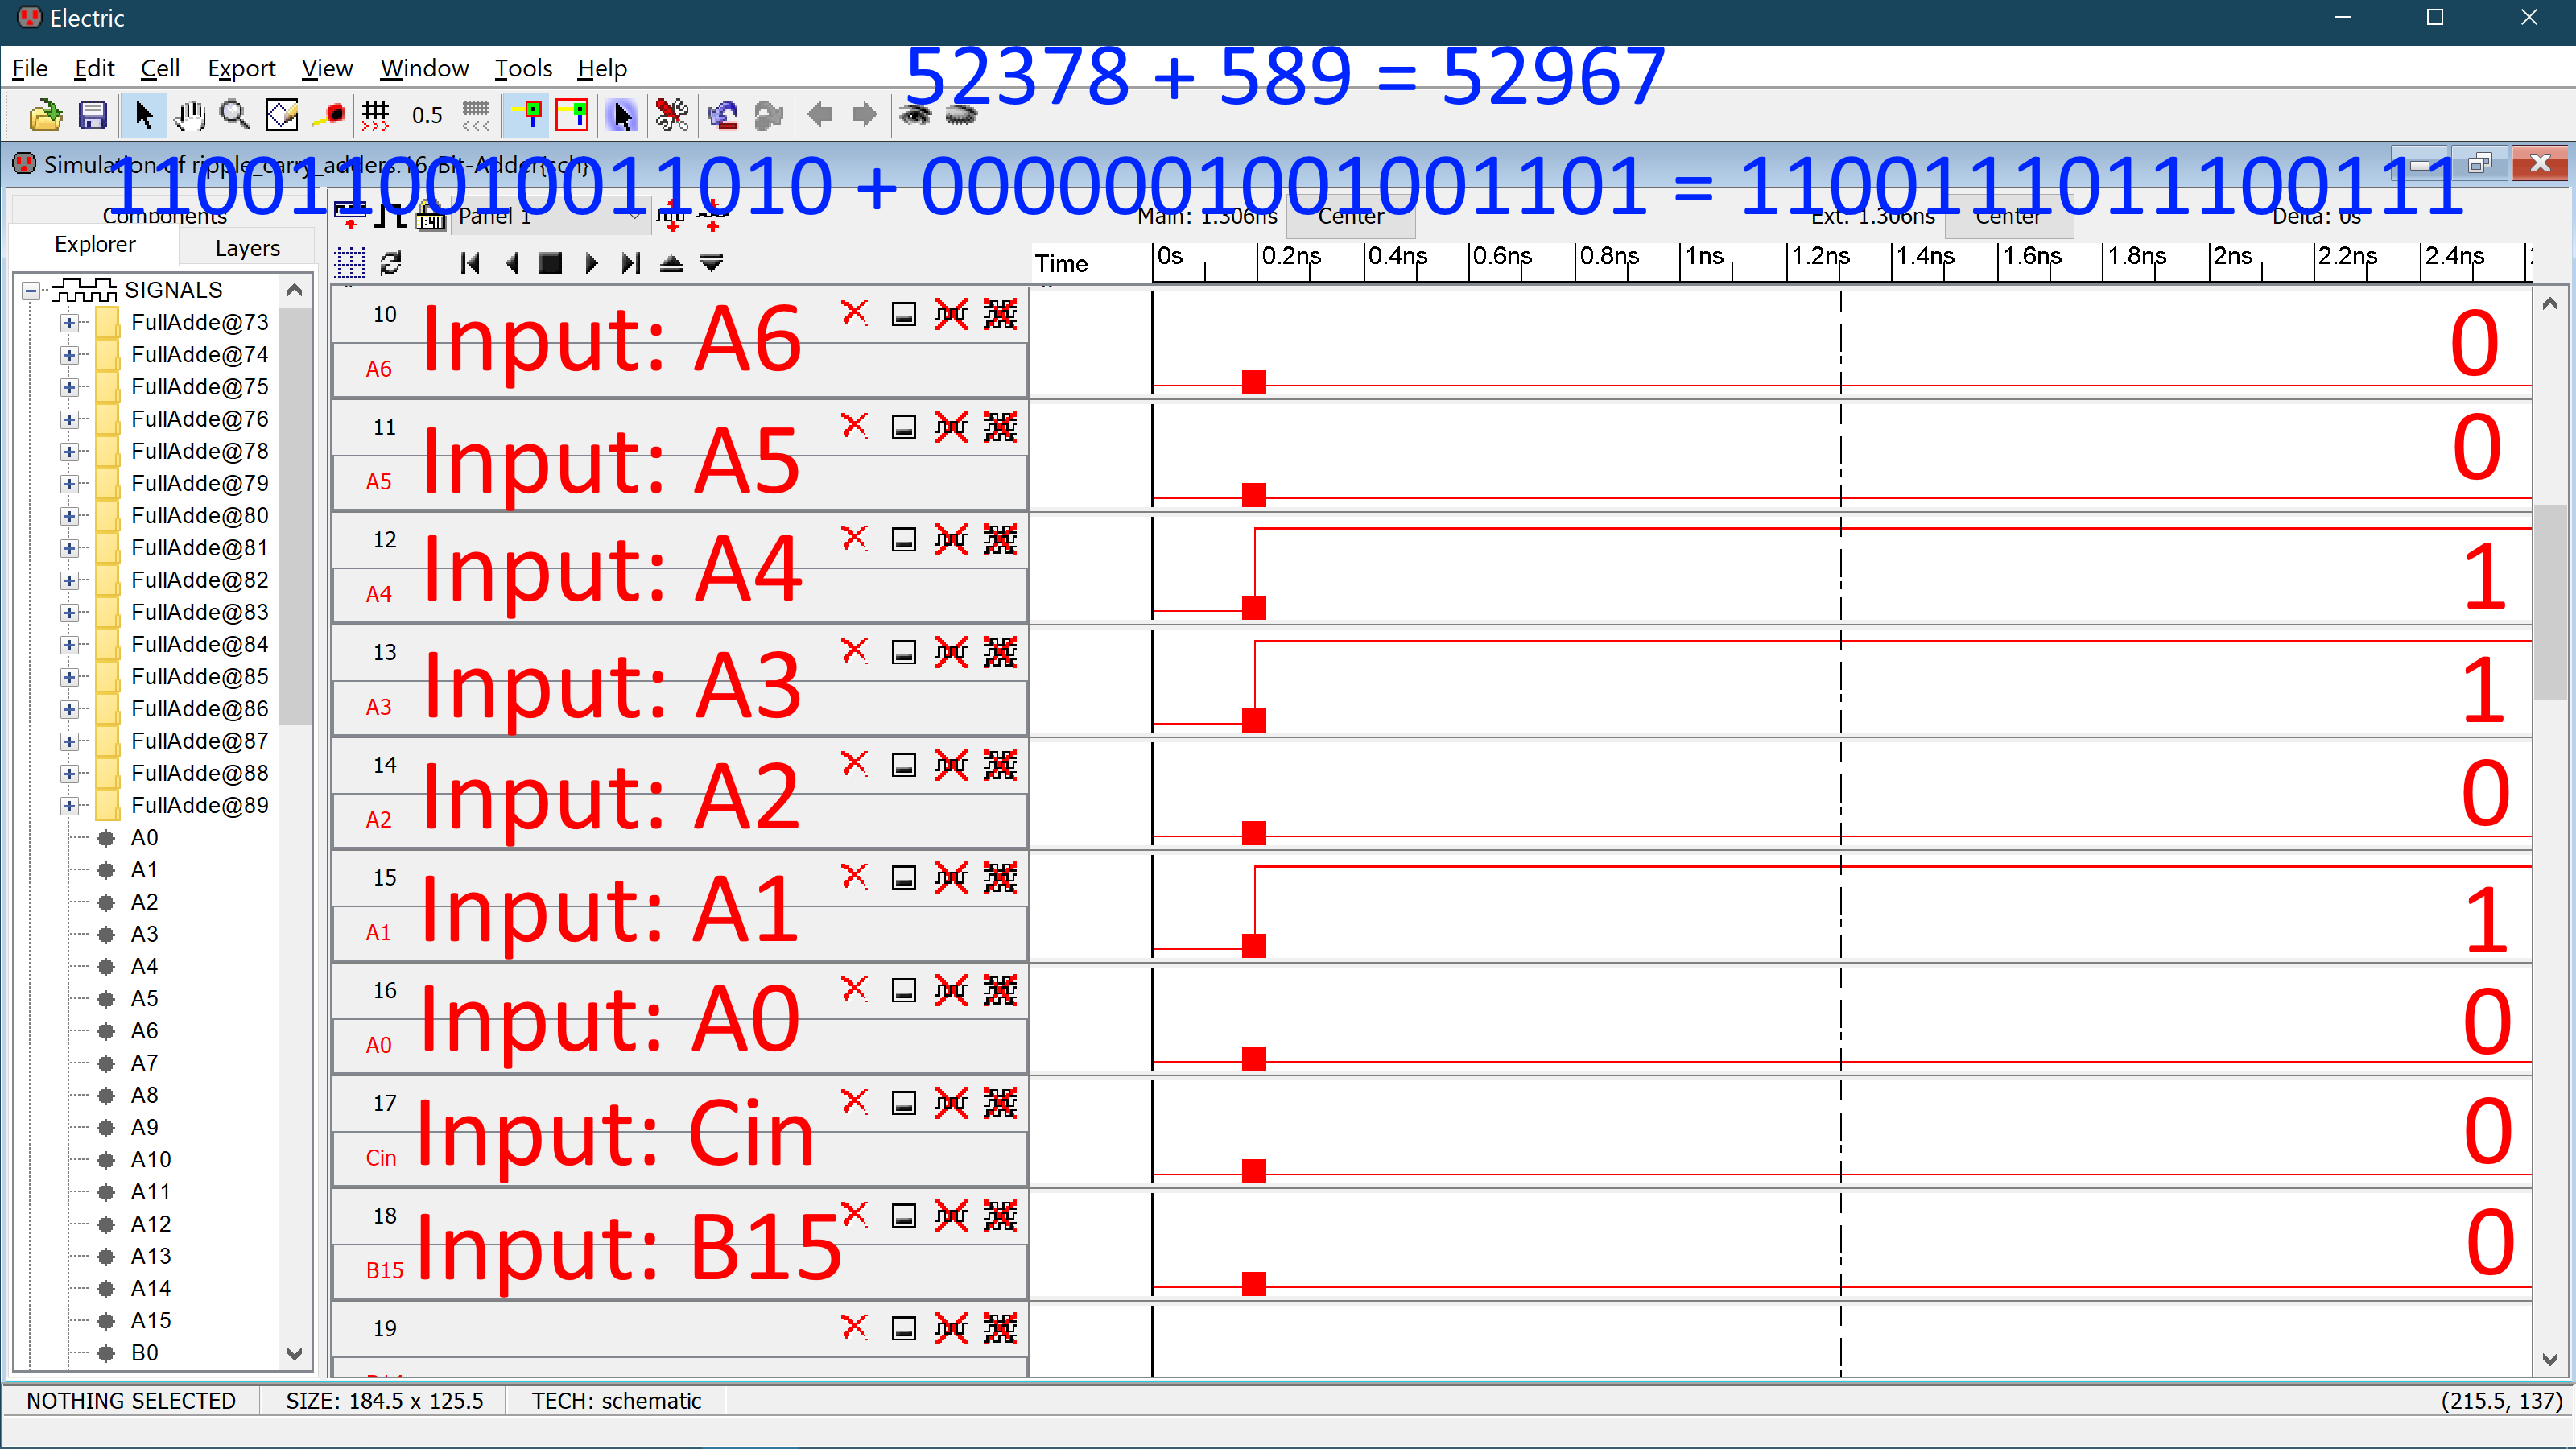 Electric
File Edit Cell Export View Window Tools Help
52378 + 589 = 52967
0.5
Simulation of ripple_carry_adders:16-Bit-Adder{sch}
1100110010011010 + 0000001001001101 = 1100111011100111
Components
Explorer Layers
Panel 1
Main: 1.306ns Center Ext: 1.306ns Center Delta: 0s
Time 0s 0.2ns 0.4ns 0.6ns 0.8ns 1ns 1.2ns 1.4ns 1.6ns 1.8ns 2ns 2.2ns 2.4ns
SIGNALS
FullAdde@73
FullAdde@74
FullAdde@75
FullAdde@76
FullAdde@78
FullAdde@79
FullAdde@80
FullAdde@81
FullAdde@82
FullAdde@83
FullAdde@84
FullAdde@85
FullAdde@86
FullAdde@87
FullAdde@88
FullAdde@89
A0
A1
A2
A3
A4
A5
A6
A7
A8
A9
A10
A11
A12
A13
A14
A15
B0
10
Input: A6 0
A6
11
Input: A5 0
A5
12
Input: A4 1
A4
13
Input: A3 1
A3
14
Input: A2 0
A2
15
Input: A1 1
A1
16
Input: A0 0
A0
17
Input: Cin 0
Cin
18
Input: B15 0
B15
19
NOTHING SELECTED SIZE: 184.5 x 125.5 TECH: schematic (215.5, 137)